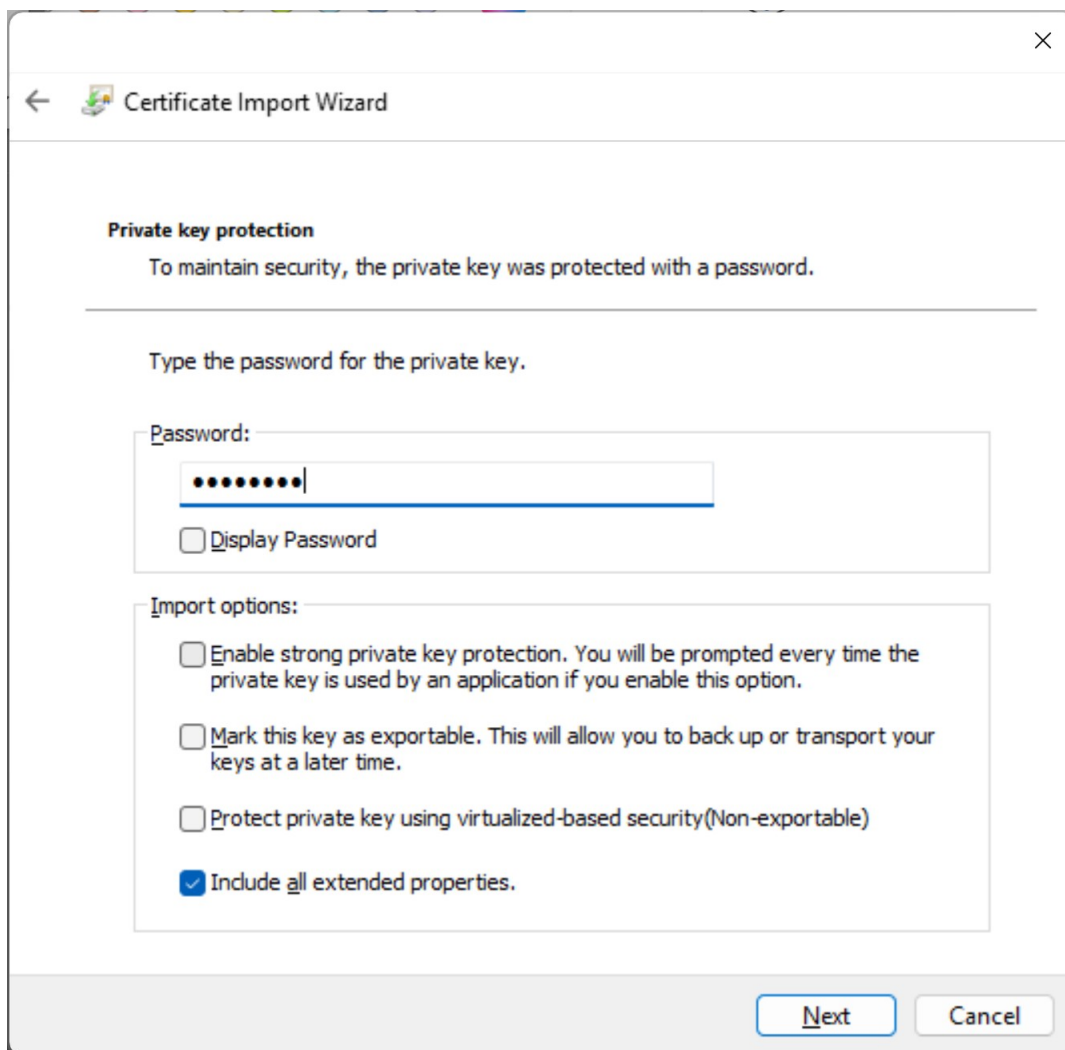 Certificate Import Wizard
Private key protection
To maintain security, the private key was protected with a password.
Type the password for the private key.
Password:
••••••••
Display Password
Import options:
Enable strong private key protection. You will be prompted every time the
private key is used by an application if you enable this option.
Mark this key as exportable. This will allow you to back up or transport your
keys at a later time.
Protect private key using virtualized-based security(Non-exportable)
Include all extended properties.
Next
Cancel